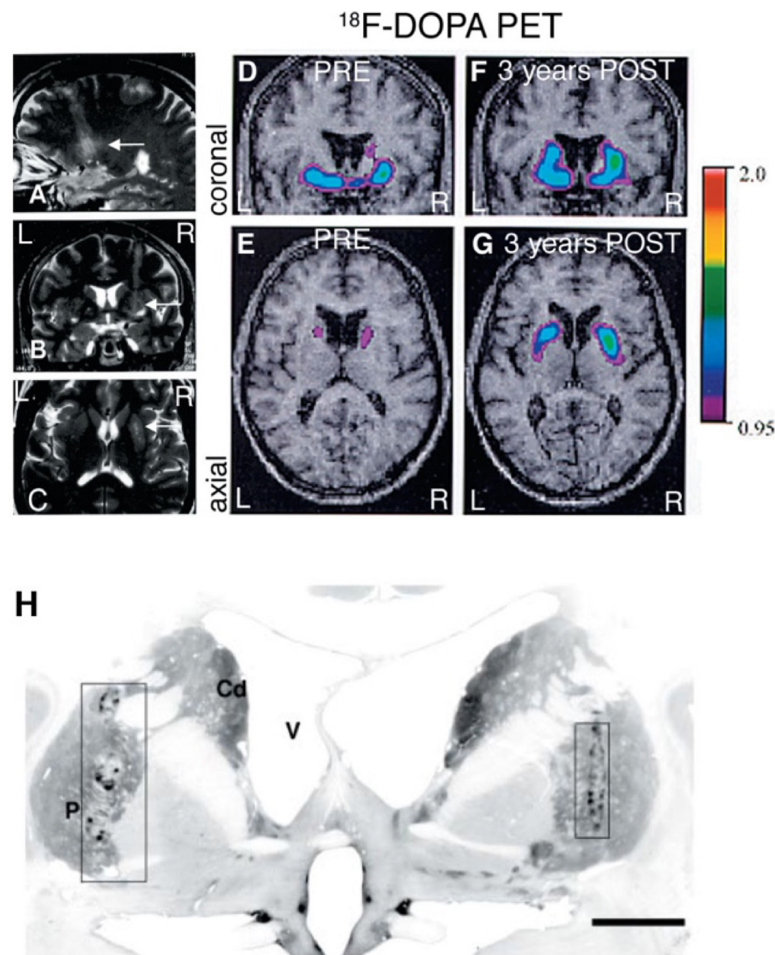 ¹⁸F-DOPA PET
coronal
axial
A
L R
B
L R
C
D PRE
L R
F 3 years POST
L R
E PRE
L R
G 3 years POST
L R
2.0
0.95
H
Cd
V
P